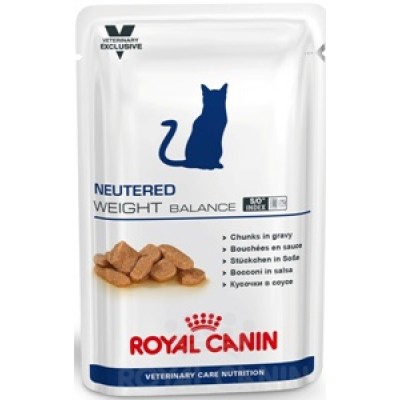 VETERINARY
EXCLUSIVE
NEUTERED
WEIGHT BALANCE
S/O
INDEX
• Chunks in gravy
• Bouchées en sauce
• Stückchen in Soße
• Bocconi in salsa
• Кусочки в соусе
ROYAL CANIN
VETERINARY CARE NUTRITION